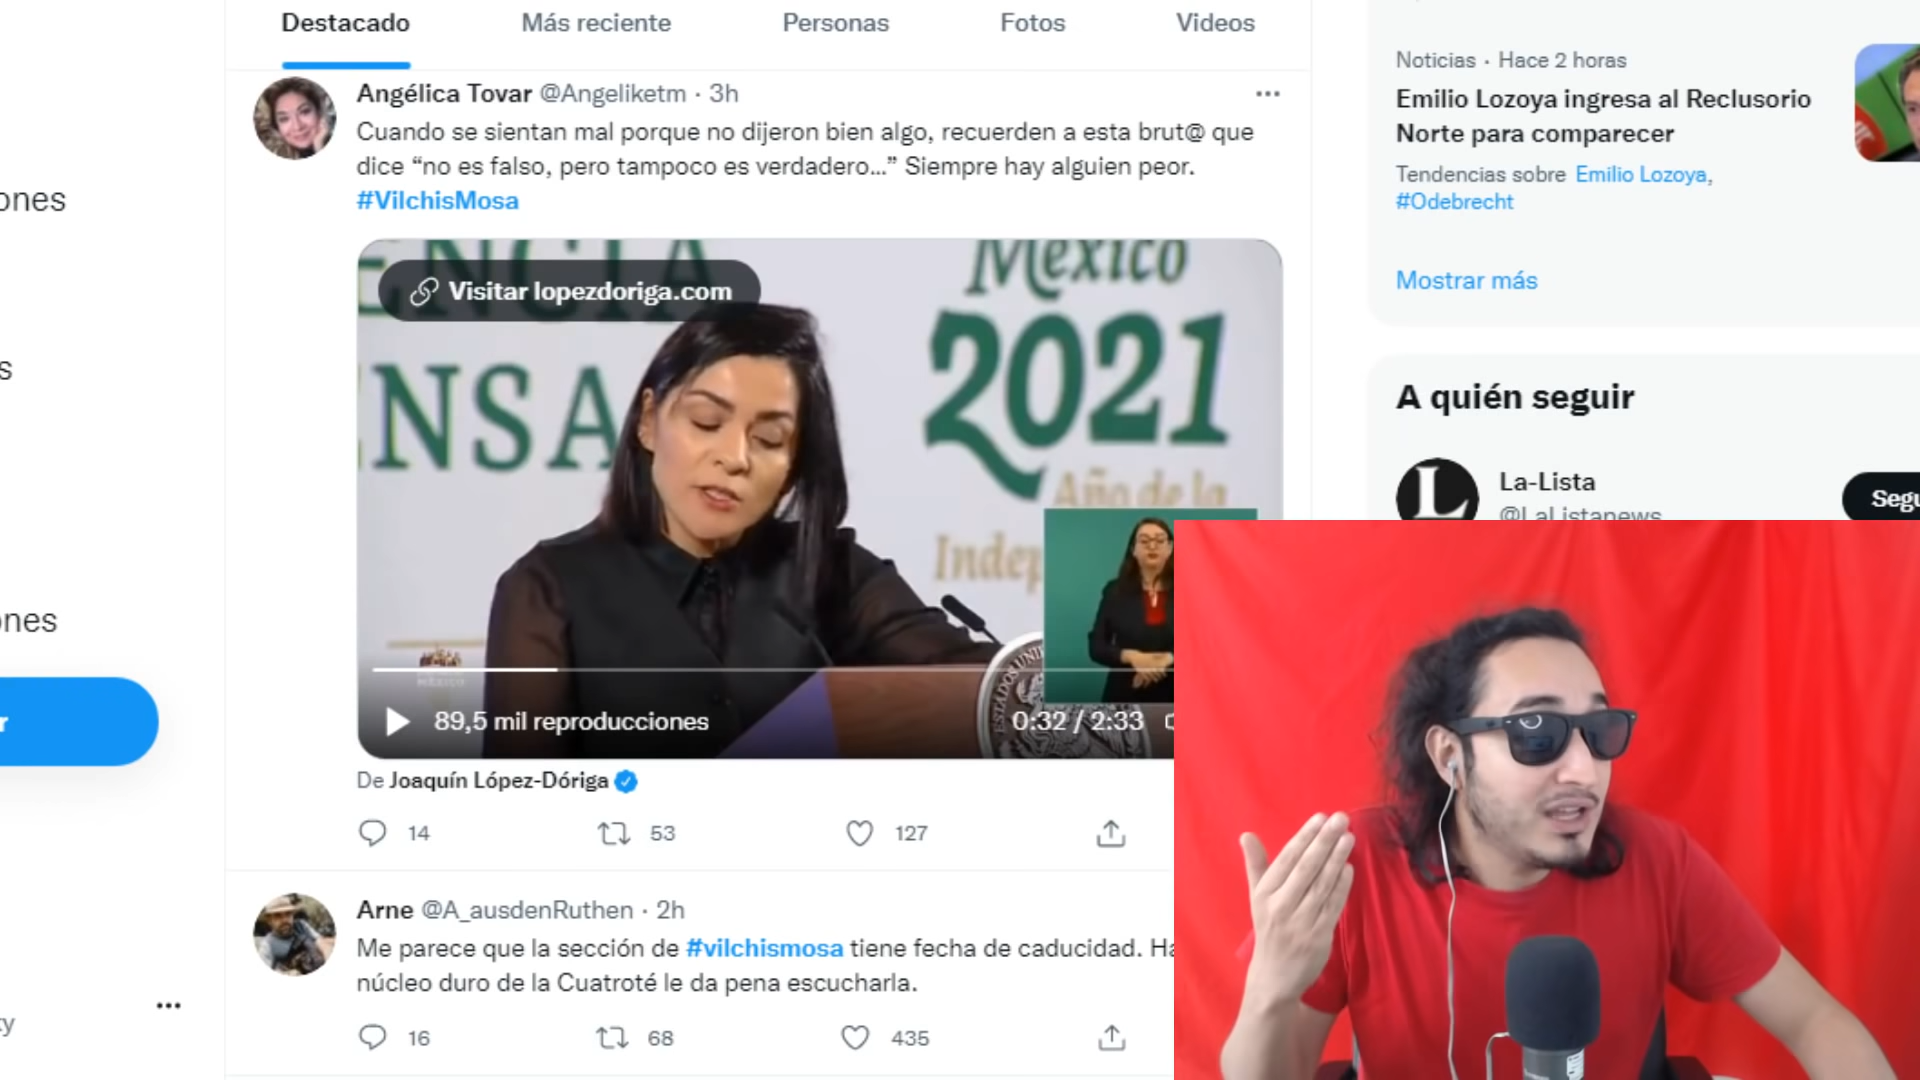 Destacado
Más reciente
Personas
Fotos
Videos
Angélica Tovar @Angeliketm · 3h
Cuando se sientan mal porque no dijeron bien algo, recuerden a esta brut@ que
dice “no es falso, pero tampoco es verdadero...” Siempre hay alguien peor.
#VilchisMosa
Visitar lopezdoriga.com
ENCIA
ENSA
México
2021
Año de la
Indep
ESTADOS UNI
MÉXICO
89,5 mil reproducciones
0:32 / 2:33
De Joaquín López-Dóriga
14
53
127
Arne @A_ausdenRuthen · 2h
Me parece que la sección de #vilchismosa tiene fecha de caducidad. Ha
núcleo duro de la Cuatroté le da pena escucharla.
16
68
435
ones
s
ones
r
y
Noticias · Hace 2 horas
Emilio Lozoya ingresa al Reclusorio
Norte para comparecer
Tendencias sobre Emilio Lozoya,
#Odebrecht
Mostrar más
A quién seguir
L
La-Lista
@LaListanews
Segu